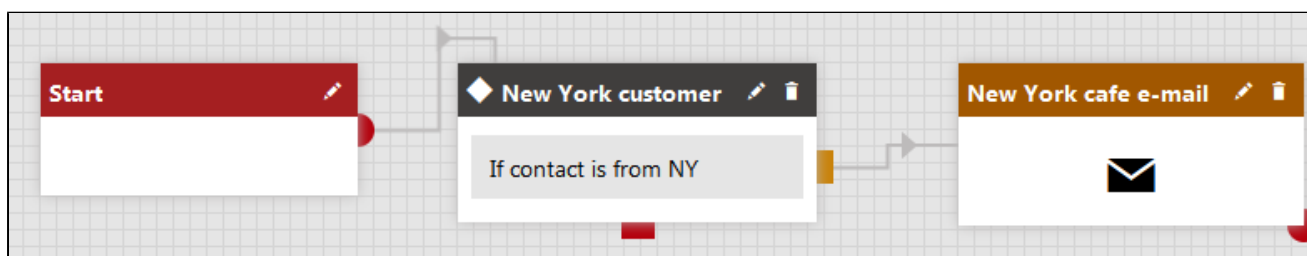 Start
New York customer
If contact is from NY
New York cafe e-mail